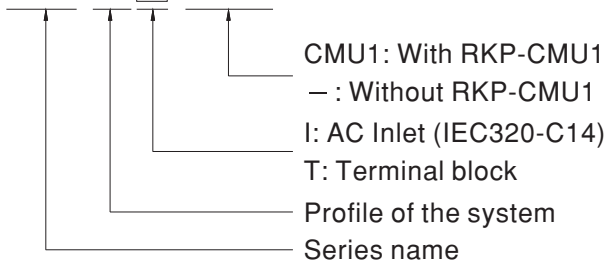 CMU1: With RKP-CMU1
–: Without RKP-CMU1
I: AC Inlet (IEC320-C14)
T: Terminal block
Profile of the system
Series name